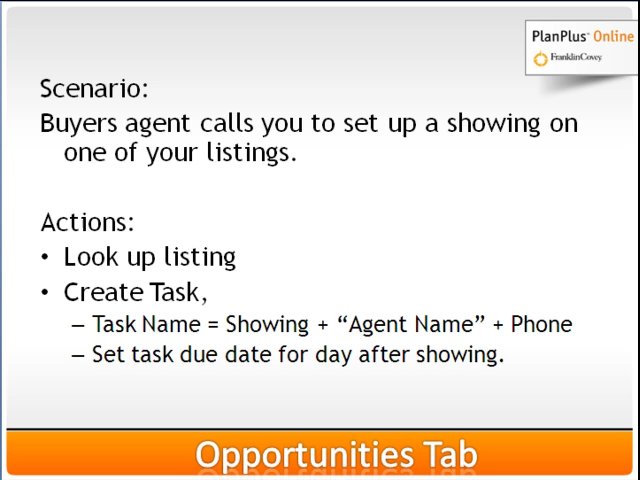 PlanPlus™ Online
FranklinCovey
Scenario:
Buyers agent calls you to set up a showing on
one of your listings.
Actions:
• Look up listing
• Create Task,
– Task Name = Showing + “Agent Name” + Phone
– Set task due date for day after showing.
Opportunities Tab